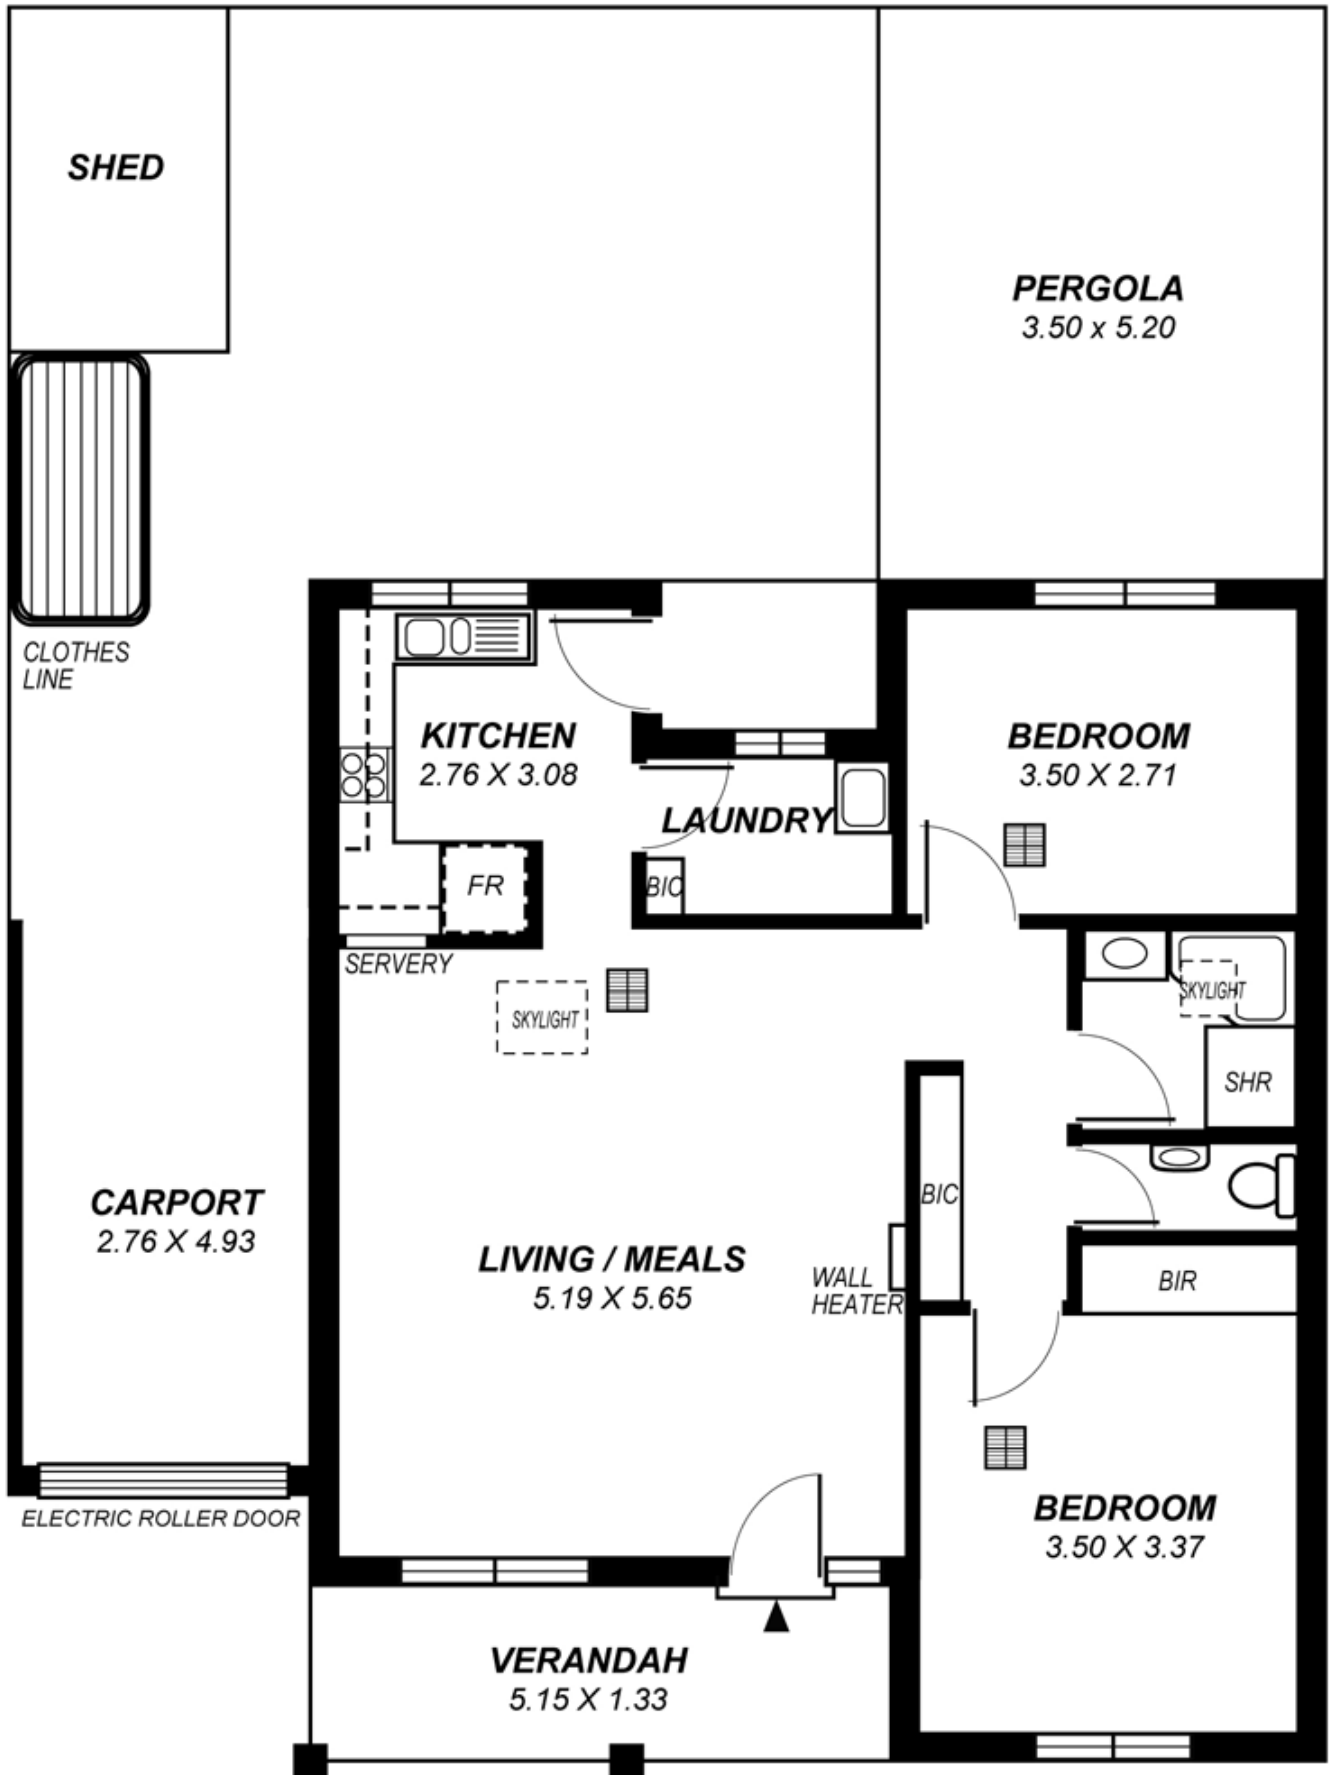 SHED
PERGOLA
3.50 x 5.20
CLOTHES
LINE
KITCHEN
2.76 X 3.08
BEDROOM
3.50 X 2.71
LAUNDRY
FR
BIC
SERVERY
SKYLIGHT
SKYLIGHT
SHR
CARPORT
2.76 X 4.93
BIC
LIVING / MEALS
5.19 X 5.65
WALL
HEATER
BIR
ELECTRIC ROLLER DOOR
BEDROOM
3.50 X 3.37
VERANDAH
5.15 X 1.33